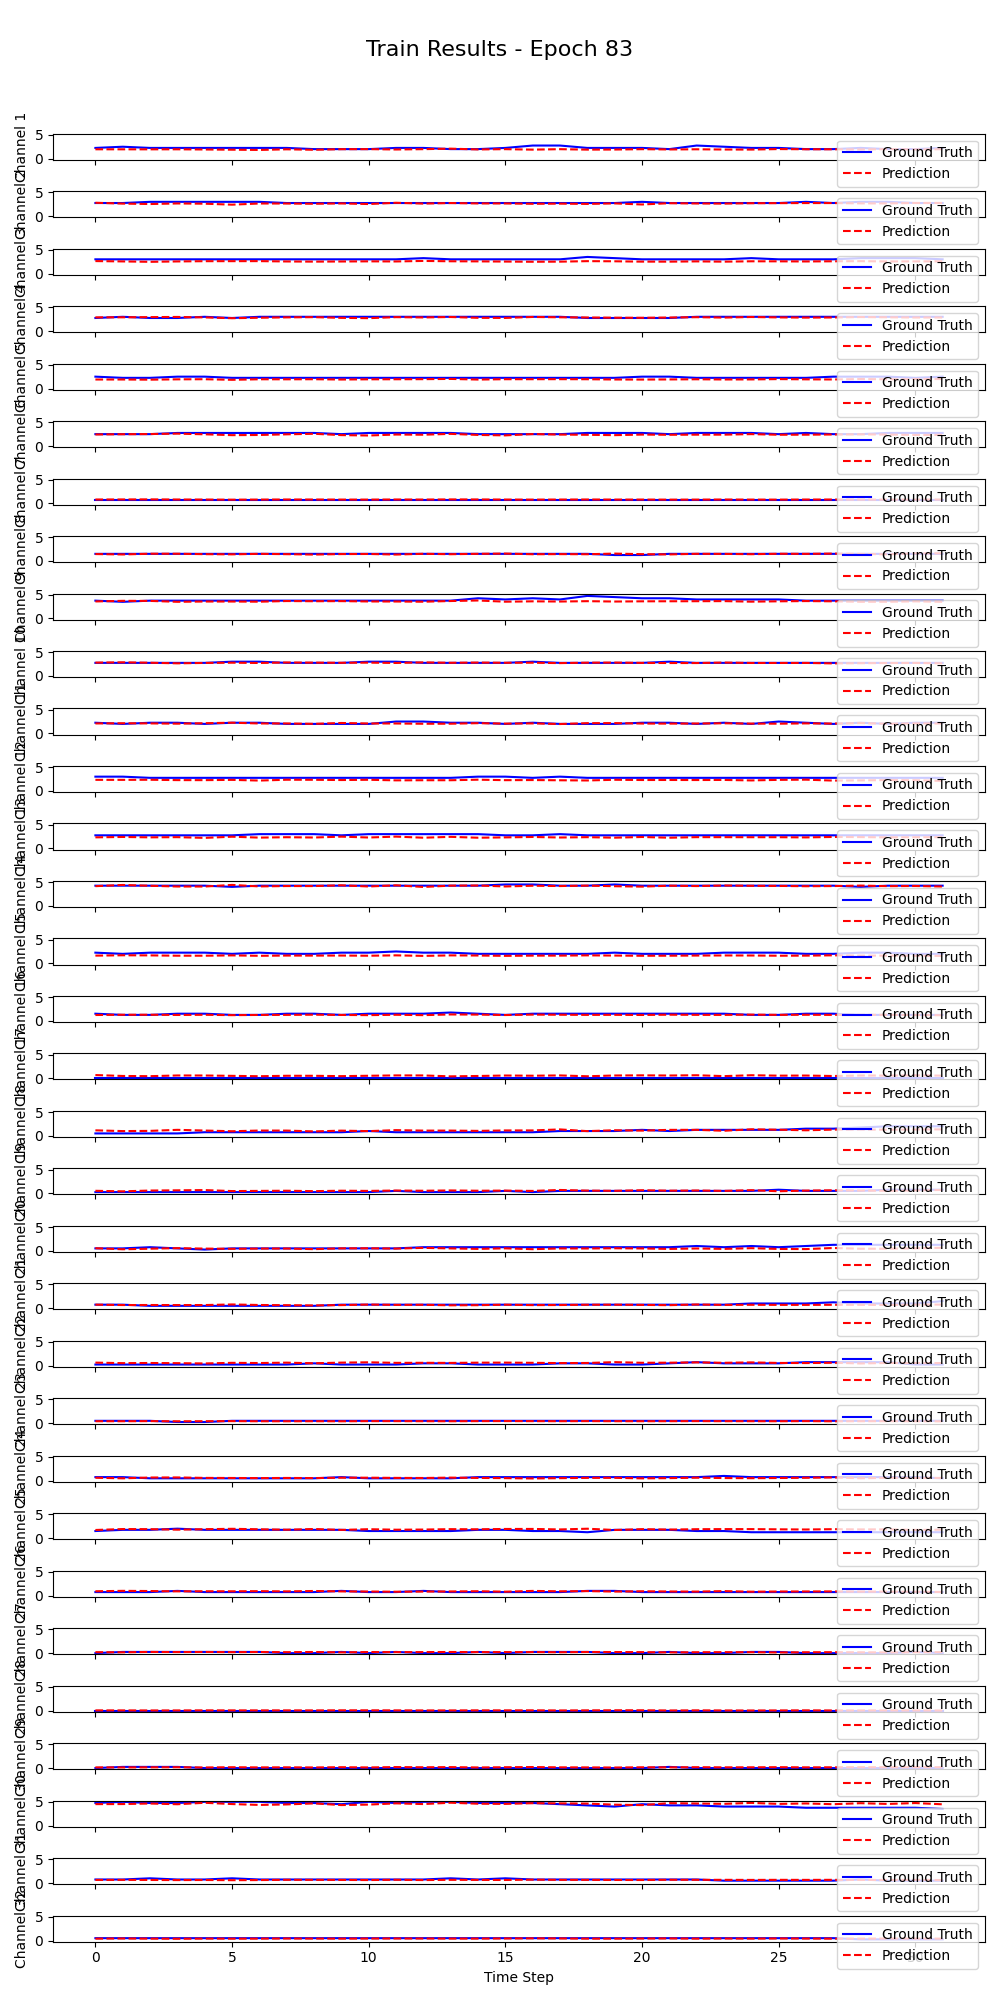 Train Results - Epoch 83
Channel 1
5
0
Ground Truth
Prediction
Channel 2
5
0
Ground Truth
Prediction
Channel 3
5
0
Ground Truth
Prediction
Channel 4
5
0
Ground Truth
Prediction
Channel 5
5
0
Ground Truth
Prediction
Channel 6
5
0
Ground Truth
Prediction
Channel 7
5
0
Ground Truth
Prediction
Channel 8
5
0
Ground Truth
Prediction
Channel 9
5
0
Ground Truth
Prediction
Channel 10
5
0
Ground Truth
Prediction
Channel 11
5
0
Ground Truth
Prediction
Channel 12
5
0
Ground Truth
Prediction
Channel 13
5
0
Ground Truth
Prediction
Channel 14
5
0
Ground Truth
Prediction
Channel 15
5
0
Ground Truth
Prediction
Channel 16
5
0
Ground Truth
Prediction
Channel 17
5
0
Ground Truth
Prediction
Channel 18
5
0
Ground Truth
Prediction
Channel 19
5
0
Ground Truth
Prediction
Channel 20
5
0
Ground Truth
Prediction
Channel 21
5
0
Ground Truth
Prediction
Channel 22
5
0
Ground Truth
Prediction
Channel 23
5
0
Ground Truth
Prediction
Channel 24
5
0
Ground Truth
Prediction
Channel 25
5
0
Ground Truth
Prediction
Channel 26
5
0
Ground Truth
Prediction
Channel 27
5
0
Ground Truth
Prediction
Channel 28
5
0
Ground Truth
Prediction
Channel 29
5
0
Ground Truth
Prediction
Channel 30
5
0
Ground Truth
Prediction
Channel 31
5
0
Ground Truth
Prediction
Channel 32
5
0
Ground Truth
Prediction
0 5 10 15 20 25
Time Step